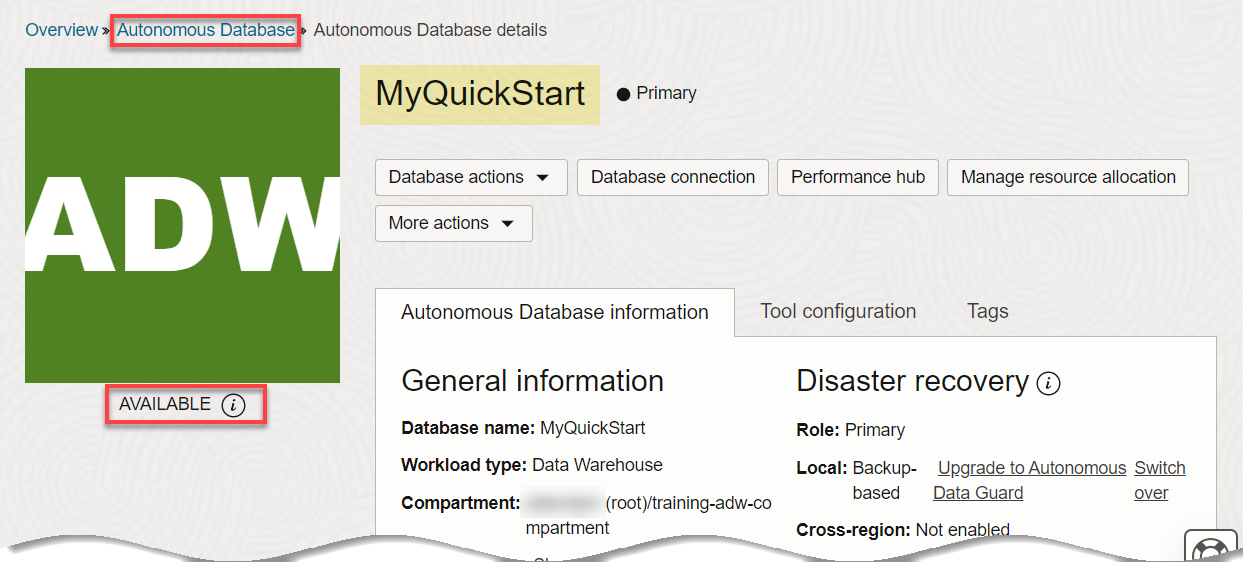 Overview » Autonomous Database » Autonomous Database details
ADW
AVAILABLE
MyQuickStart
Primary
Database actions
Database connection
Performance hub
Manage resource allocation
More actions
Autonomous Database information
Tool configuration
Tags
General information
Database name: MyQuickStart
Workload type: Data Warehouse
Compartment: (root)/training-adw-co
mpartment
Disaster recovery
Role: Primary
Local: Backup-
based
Upgrade to Autonomous
Data Guard
Switch
over
Cross-region: Not enabled